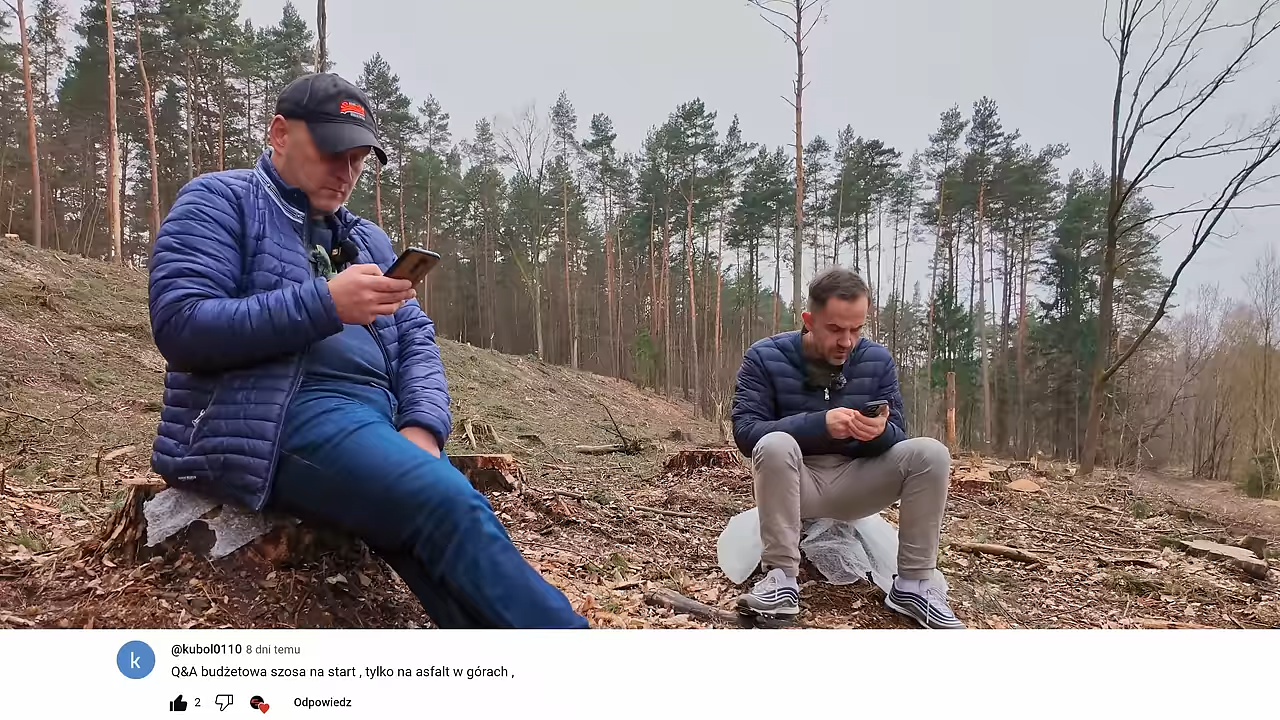 @kubol0110 8 dni temu
Q&A budżetowa szosa na start , tylko na asfalt w górach ,
2
Odpowiedz